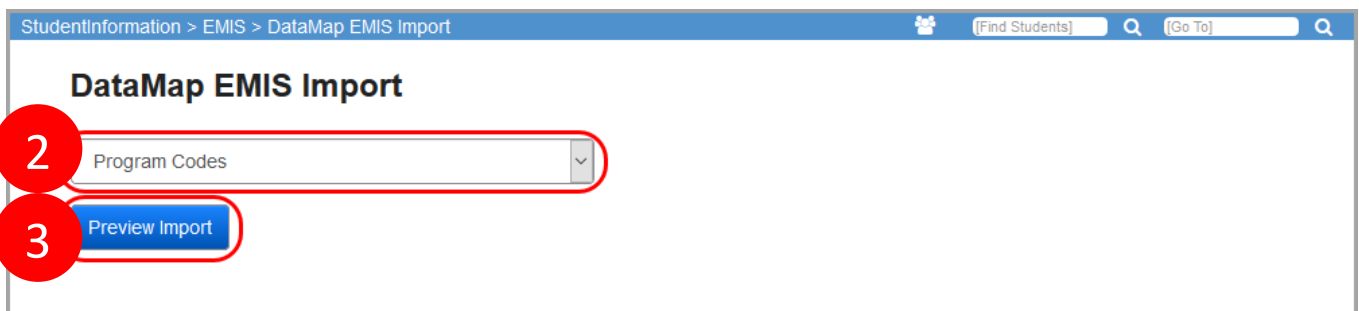 StudentInformation > EMIS > DataMap EMIS Import [Find Students] [Go To]
DataMap EMIS Import
2 Program Codes
3 Preview Import